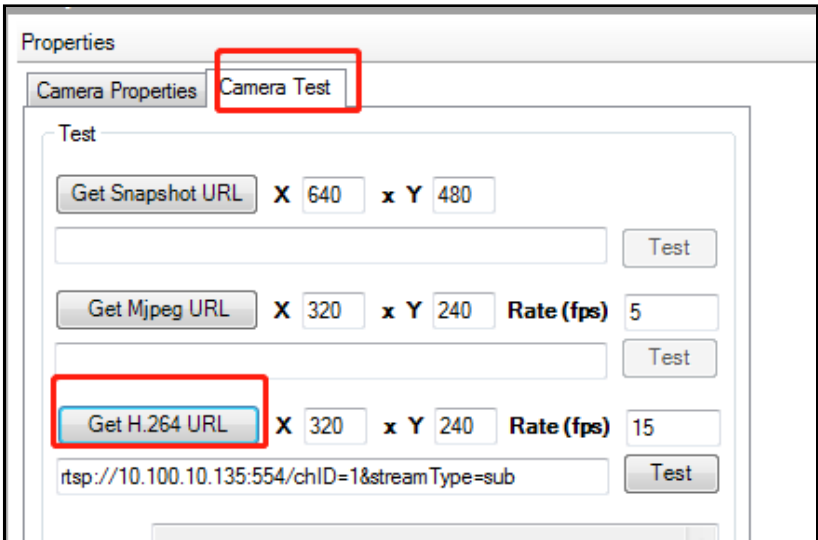 Properties
Camera Properties Camera Test
Test
Get Snapshot URL X 640 x Y 480
Test
Get Mjpeg URL X 320 x Y 240 Rate (fps) 5
Test
Get H.264 URL X 320 x Y 240 Rate (fps) 15
rtsp://10.100.10.135:554/chID=1&streamType=sub Test